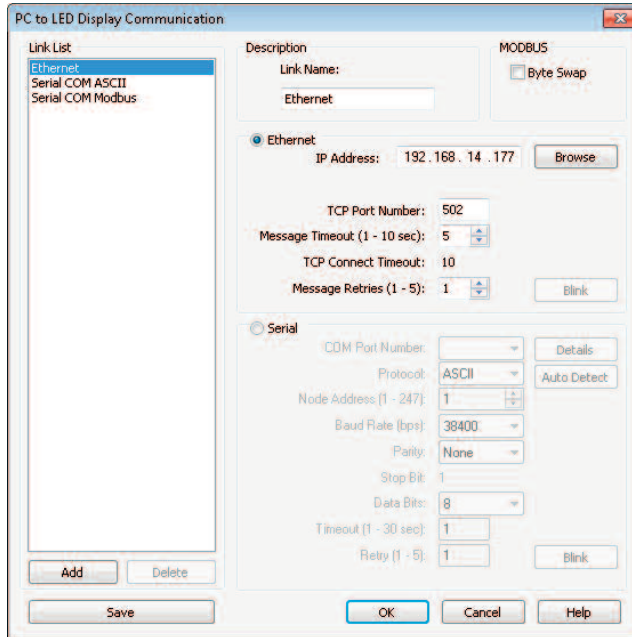 PC to LED Display Communication
Link List
Ethernet
Serial COM ASCII
Serial COM Modbus
Add Delete
Save
Description
Link Name:
Ethernet
MODBUS
Byte Swap
Ethernet
IP Address: 192 . 168 . 14 . 177 Browse
TCP Port Number: 502
Message Timeout (1 - 10 sec): 5
TCP Connect Timeout: 10
Message Retries (1 - 5): 1 Blink
Serial
COM Port Number: Details
Protocol: ASCII Auto Detect
Node Address (1 - 247): 1
Baud Rate (bps): 38400
Parity: None
Stop Bit: 1
Data Bits: 8
Timeout (1 - 30 sec): 1
Retry (1 - 5): 1 Blink
OK Cancel Help